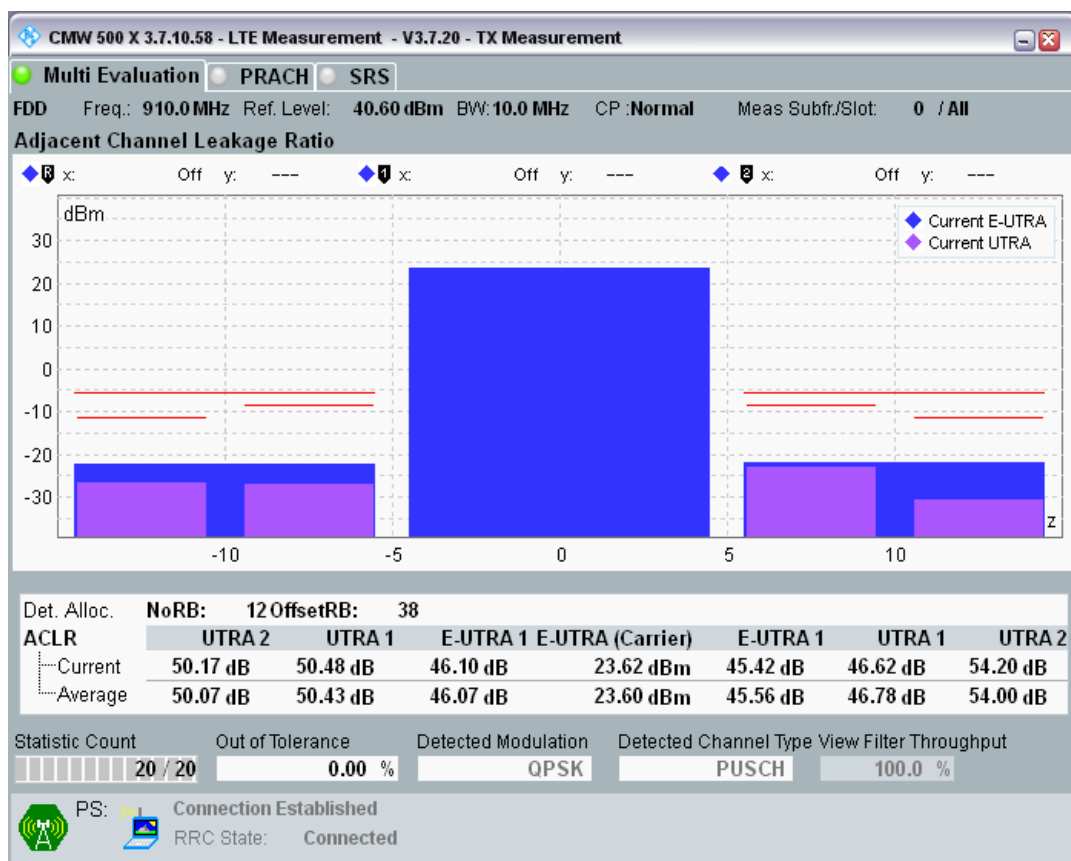 CMW 500 X 3.7.10.58 - LTE Measurement - V3.7.20 - TX Measurement
Multi Evaluation PRACH SRS
FDD Freq.: 910.0 MHz Ref. Level: 40.60 dBm BW: 10.0 MHz CP :Normal Meas Subfr./Slot: 0 / All
Adjacent Channel Leakage Ratio
R x: Off y: --- 1 x: Off y: --- 2 x: Off y: ---
dBm
Current E-UTRA
Current UTRA
30
20
10
0
-10
-20
-30
z
-10 -5 0 5 10
Det. Alloc. NoRB: 12 OffsetRB: 38
ACLR UTRA 2 UTRA 1 E-UTRA 1 E-UTRA (Carrier) E-UTRA 1 UTRA 1 UTRA 2
Current 50.17 dB 50.48 dB 46.10 dB 23.62 dBm 45.42 dB 46.62 dB 54.20 dB
Average 50.07 dB 50.43 dB 46.07 dB 23.60 dBm 45.56 dB 46.78 dB 54.00 dB
Statistic Count Out of Tolerance Detected Modulation Detected Channel Type View Filter Throughput
20 / 20 0.00 % QPSK PUSCH 100.0 %
PS: Connection Established
RRC State: Connected